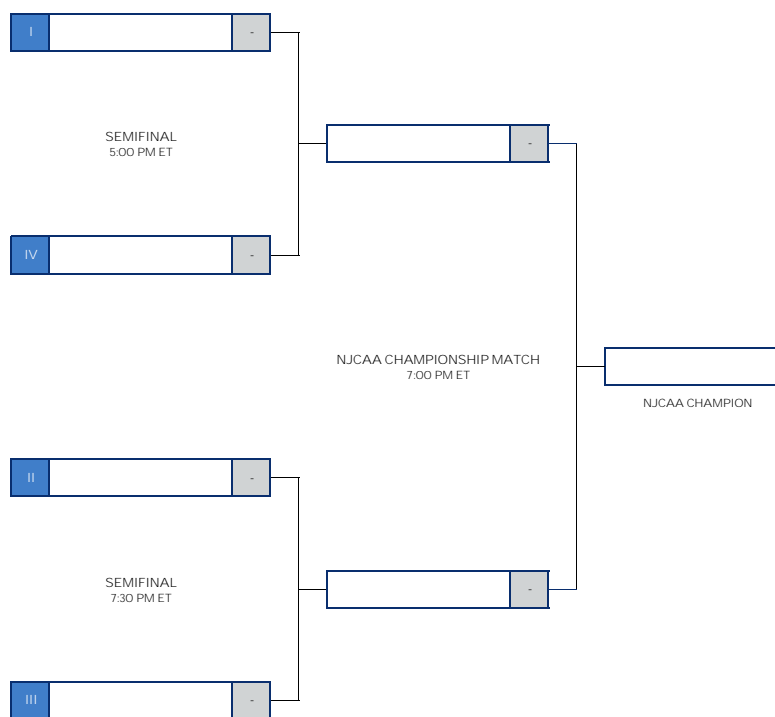 I -
SEMIFINAL
5:00 PM ET
-
IV -
NJCAA CHAMPIONSHIP MATCH
7:00 PM ET
NJCAA CHAMPION
II -
SEMIFINAL
7:30 PM ET
-
III -